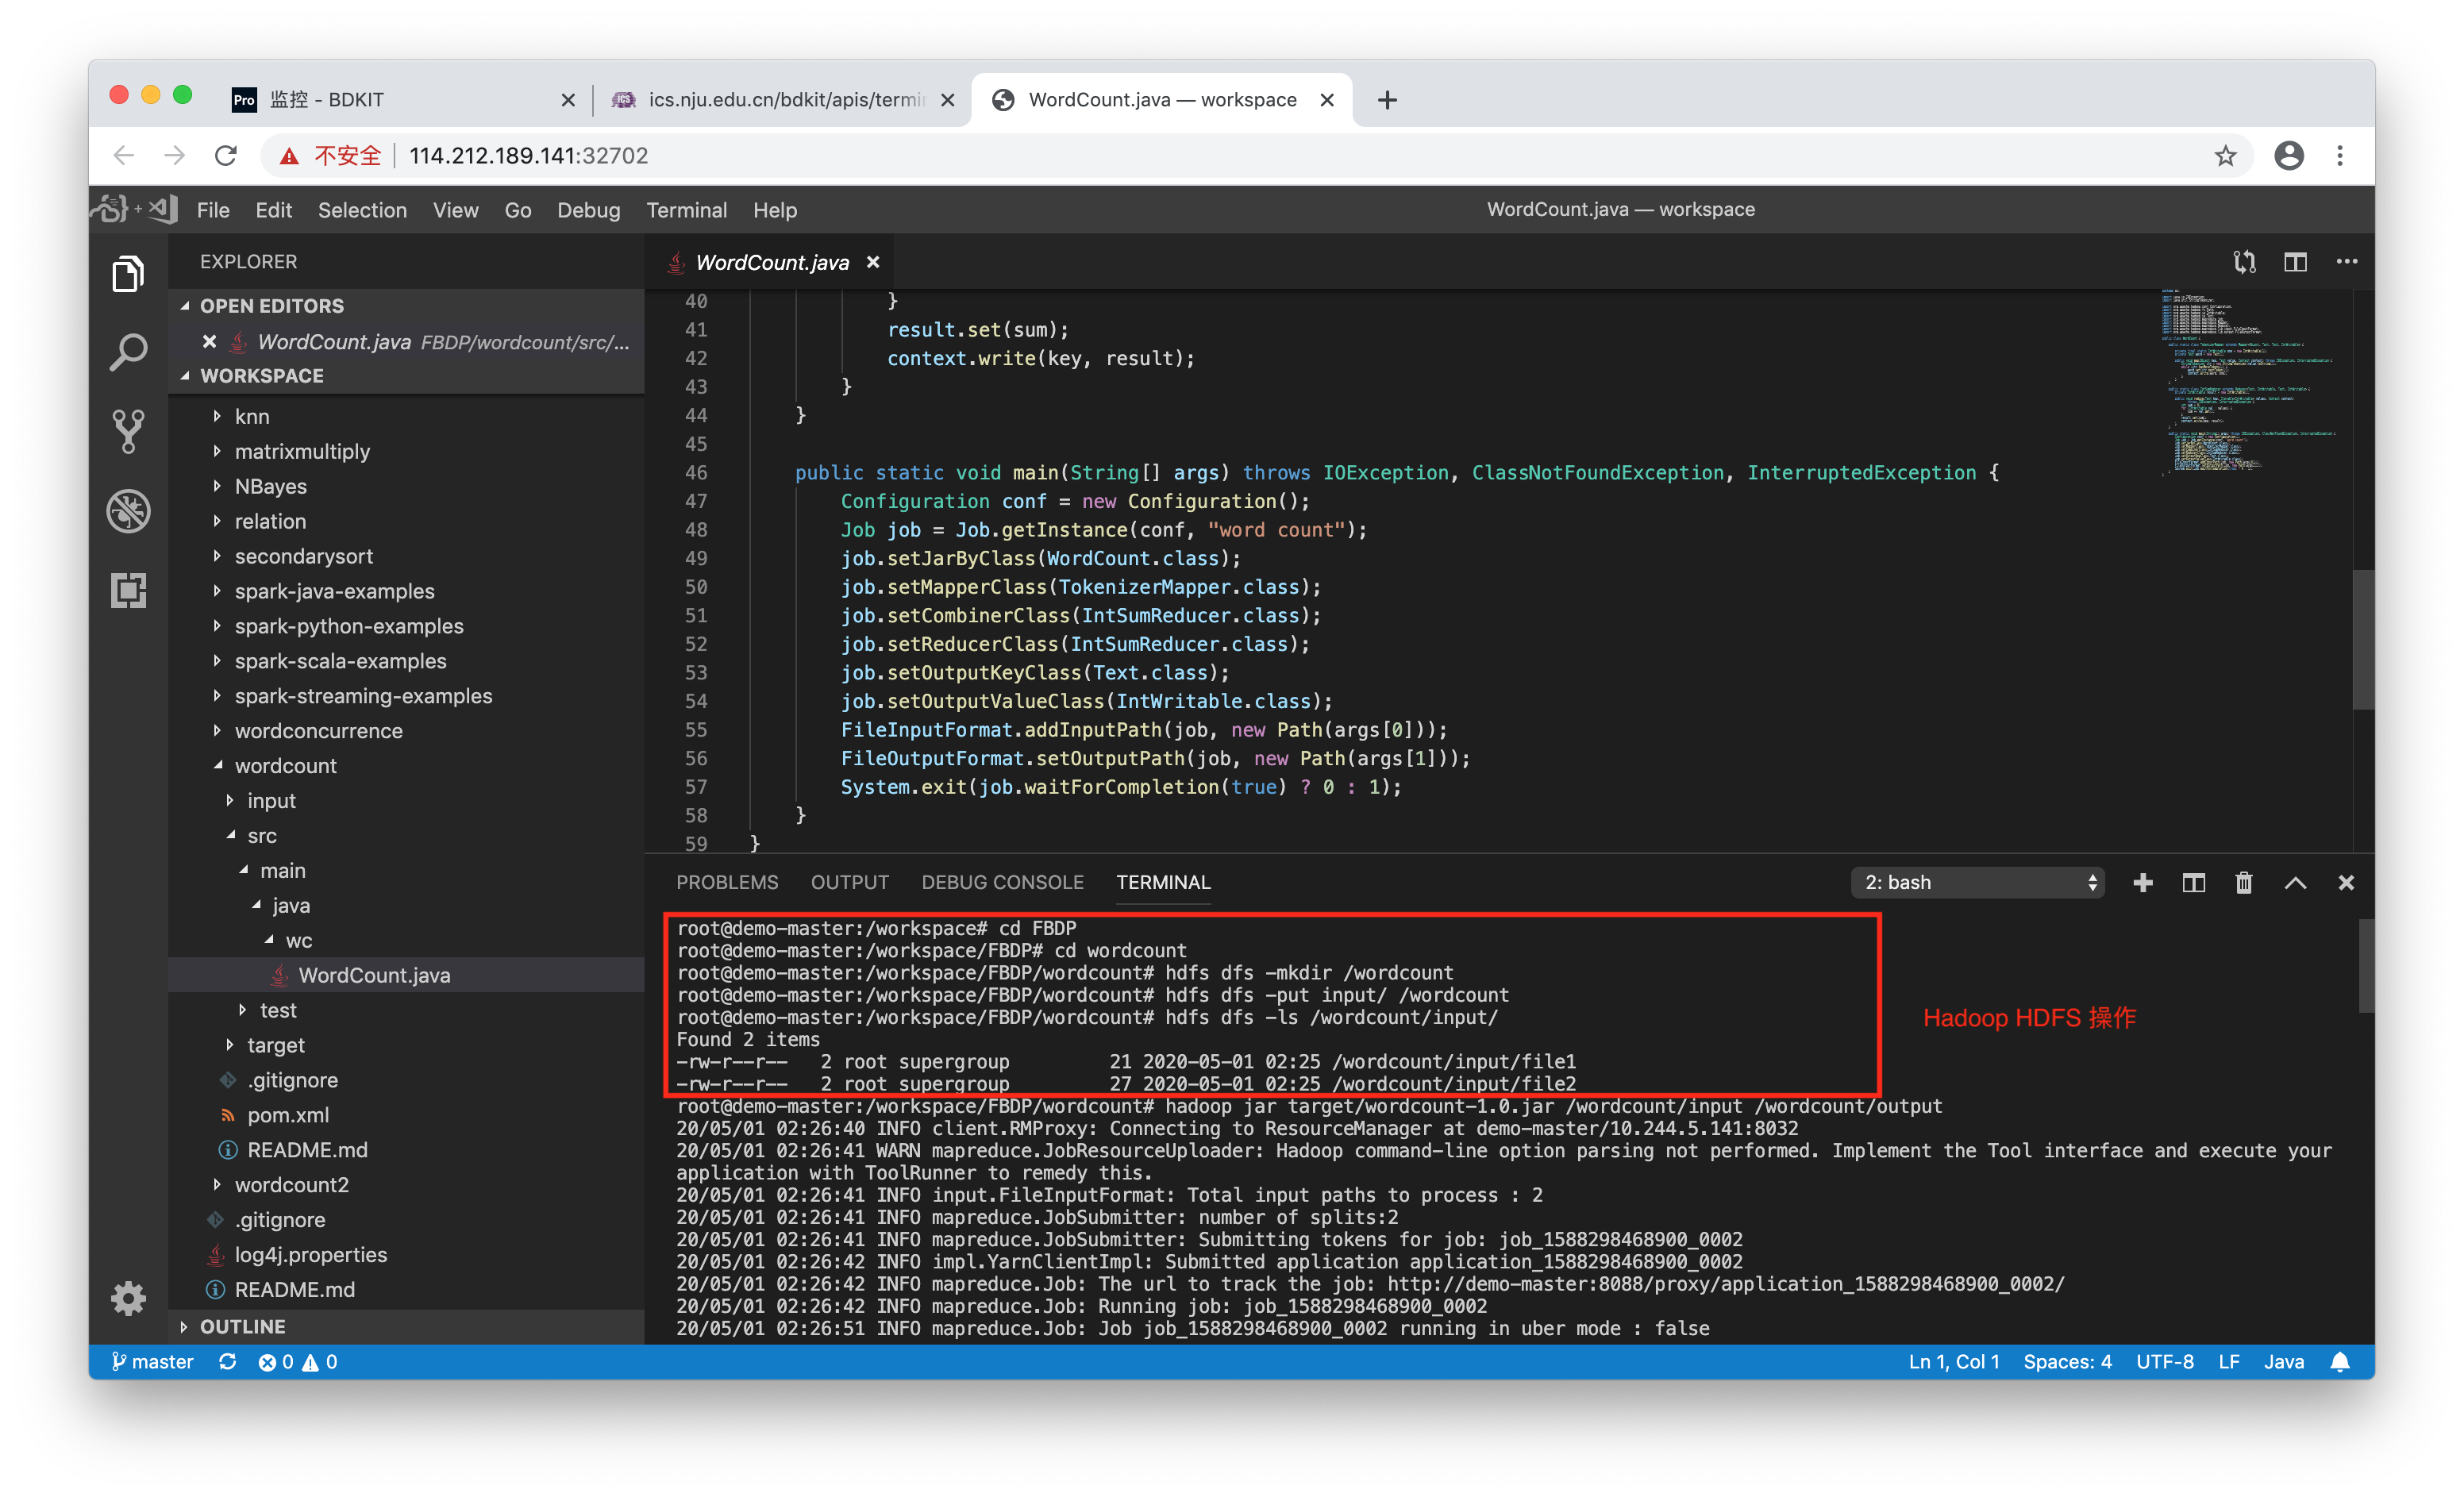 Pro 监控 - BDKIT
ics.nju.edu.cn/bdkit/apis/termi
WordCount.java — workspace
不安全 114.212.189.141:32702
File Edit Selection View Go Debug Terminal Help
WordCount.java — workspace
EXPLORER
OPEN EDITORS
WordCount.java FBDP/wordcount/src/...
WORKSPACE
knn
matrixmultiply
NBayes
relation
secondarysort
spark-java-examples
spark-python-examples
spark-scala-examples
spark-streaming-examples
wordconcurrence
wordcount
input
src
main
java
wc
WordCount.java
test
target
.gitignore
pom.xml
README.md
wordcount2
.gitignore
log4j.properties
README.md
OUTLINE
WordCount.java
40 }
41 result.set(sum);
42 context.write(key, result);
43 }
44 }
45
46 public static void main(String[] args) throws IOException, ClassNotFoundException, InterruptedException {
47 Configuration conf = new Configuration();
48 Job job = Job.getInstance(conf, "word count");
49 job.setJarByClass(WordCount.class);
50 job.setMapperClass(TokenizerMapper.class);
51 job.setCombinerClass(IntSumReducer.class);
52 job.setReducerClass(IntSumReducer.class);
53 job.setOutputKeyClass(Text.class);
54 job.setOutputValueClass(IntWritable.class);
55 FileInputFormat.addInputPath(job, new Path(args[0]));
56 FileOutputFormat.setOutputPath(job, new Path(args[1]));
57 System.exit(job.waitForCompletion(true) ? 0 : 1);
58 }
59 }
PROBLEMS OUTPUT DEBUG CONSOLE TERMINAL 2: bash
root@demo-master:/workspace# cd FBDP
root@demo-master:/workspace/FBDP# cd wordcount
root@demo-master:/workspace/FBDP/wordcount# hdfs dfs -mkdir /wordcount
root@demo-master:/workspace/FBDP/wordcount# hdfs dfs -put input/ /wordcount
root@demo-master:/workspace/FBDP/wordcount# hdfs dfs -ls /wordcount/input/
Found 2 items
-rw-r--r-- 2 root supergroup 21 2020-05-01 02:25 /wordcount/input/file1
-rw-r--r-- 2 root supergroup 27 2020-05-01 02:25 /wordcount/input/file2
Hadoop HDFS 操作
root@demo-master:/workspace/FBDP/wordcount# hadoop jar target/wordcount-1.0.jar /wordcount/input /wordcount/output
20/05/01 02:26:40 INFO client.RMProxy: Connecting to ResourceManager at demo-master/10.244.5.141:8032
20/05/01 02:26:41 WARN mapreduce.JobResourceUploader: Hadoop command-line option parsing not performed. Implement the Tool interface and execute your
application with ToolRunner to remedy this.
20/05/01 02:26:41 INFO input.FileInputFormat: Total input paths to process : 2
20/05/01 02:26:41 INFO mapreduce.JobSubmitter: number of splits:2
20/05/01 02:26:41 INFO mapreduce.JobSubmitter: Submitting tokens for job: job_1588298468900_0002
20/05/01 02:26:42 INFO impl.YarnClientImpl: Submitted application application_1588298468900_0002
20/05/01 02:26:42 INFO mapreduce.Job: The url to track the job: http://demo-master:8088/proxy/application_1588298468900_0002/
20/05/01 02:26:42 INFO mapreduce.Job: Running job: job_1588298468900_0002
20/05/01 02:26:51 INFO mapreduce.Job: Job job_1588298468900_0002 running in uber mode : false
master 0 0 Ln 1, Col 1 Spaces: 4 UTF-8 LF Java